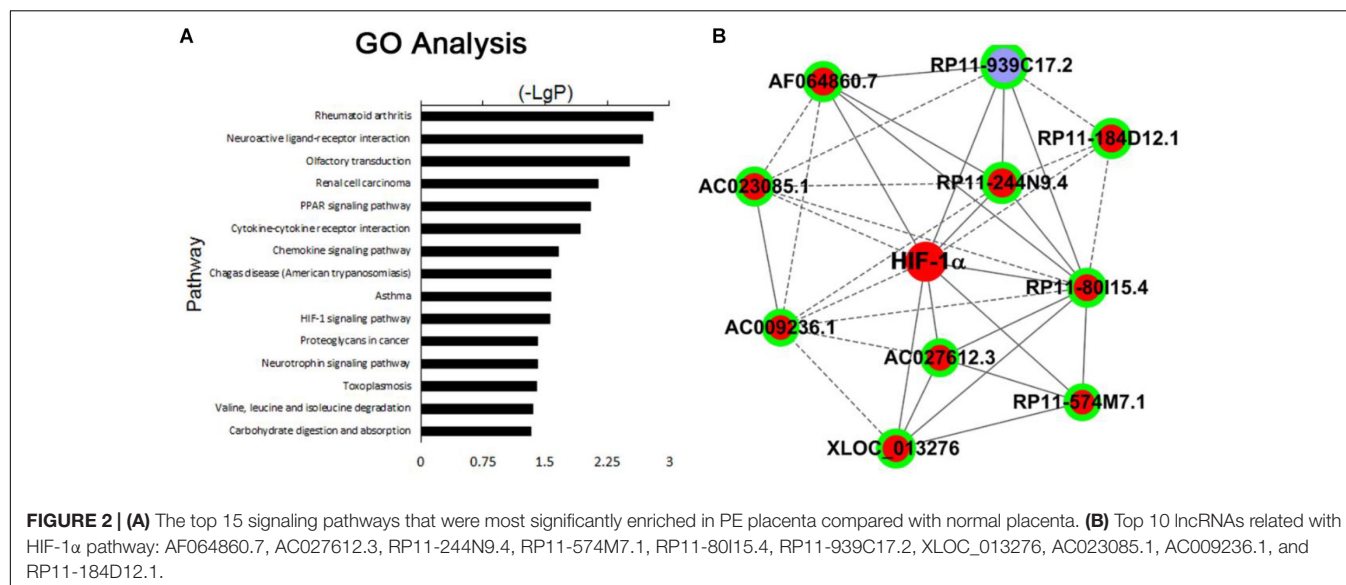 A
GO Analysis
(-LgP)
Pathway
Rheumatoid arthritis
Neuroactive ligand-receptor interaction
Olfactory transduction
Renal cell carcinoma
PPAR signaling pathway
Cytokine-cytokine receptor interaction
Chemokine signaling pathway
Chagas disease (American trypanosomiasis)
Asthma
HIF-1 signaling pathway
Proteoglycans in cancer
Neurotrophin signaling pathway
Toxoplasmosis
Valine, leucine and isoleucine degradation
Carbohydrate digestion and absorption
0 0.75 1.5 2.25 3
B
RP11-939C17.2
AF064860.7
RP11-184D12.1
AC023085.1
RP11-244N9.4
HIF-1α
RP11-80I15.4
AC009236.1
AC027612.3
RP11-574M7.1
XLOC_013276
FIGURE 2 | (A) The top 15 signaling pathways that were most significantly enriched in PE placenta compared with normal placenta. (B) Top 10 lncRNAs related with
HIF-1α pathway: AF064860.7, AC027612.3, RP11-244N9.4, RP11-574M7.1, RP11-80I15.4, RP11-939C17.2, XLOC_013276, AC023085.1, AC009236.1, and
RP11-184D12.1.